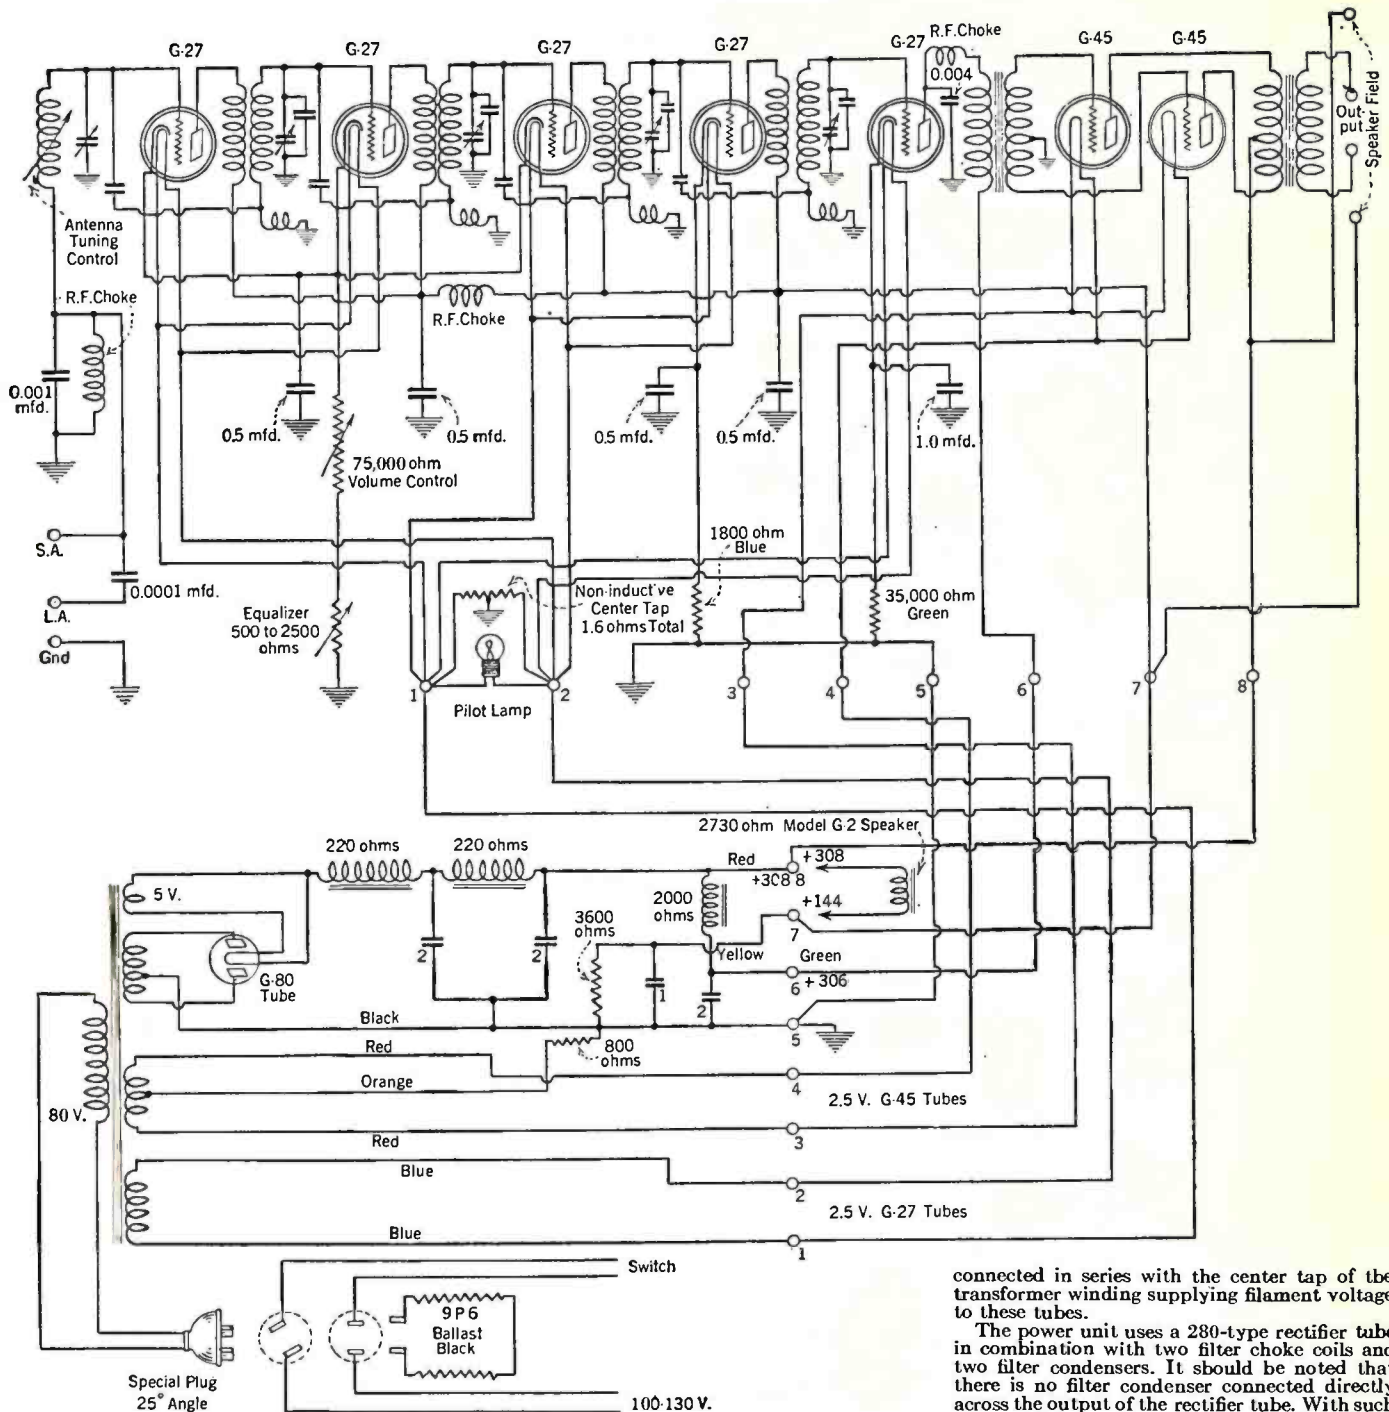 G·27
G·27
G·27
G·27
G·27
R.F.Choke
0.004
G·45
G·45
Out-
put
Speaker Field
Antenna
Tuning
Control
R.F.Choke
R.F.Choke
0.001
mfd.
0.5 mfd.
0.5 mfd.
0.5 mfd.
0.5 mfd.
1.0 mfd.
75,000 ohm
Volume Control
S.A.
L.A.
Gnd
0.0001 mfd.
Equalizer
500 to 2500
ohms
Non-inductive
Center Tap
1.6 ohms Total
1800 ohm
Blue
35,000 ohm
Green
Pilot Lamp
1
2
3
4
5
6
7
8
220 ohms
220 ohms
2730 ohm Model G·2 Speaker
Red
+308
+308 8
2000
ohms
+144
7
5 V.
G·80
Tube
2
2
3600
ohms
Yellow
Green
6 +306
1
2
Black
5
Red
800
ohms
Orange
4
2.5 V. G·45 Tubes
80 V.
Red
3
Blue
2
2.5 V. G·27 Tubes
Blue
1
Switch
9P6
Ballast
Black
Special Plug
25° Angle
100·130 V.
connected in series with the center tap of the
transformer winding supplying filament voltage
to these tubes.
The power unit uses a 280-type rectifier tube
in combination with two filter choke coils and
two filter condensers. It should be noted that
there is no filter condenser connected directly
across the output of the rectifier tube. With such